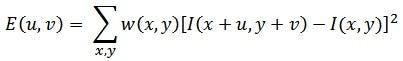 E(u, v) = ∑ w(x, y)[I(x + u, y + v) − I(x, y)]²
x,y